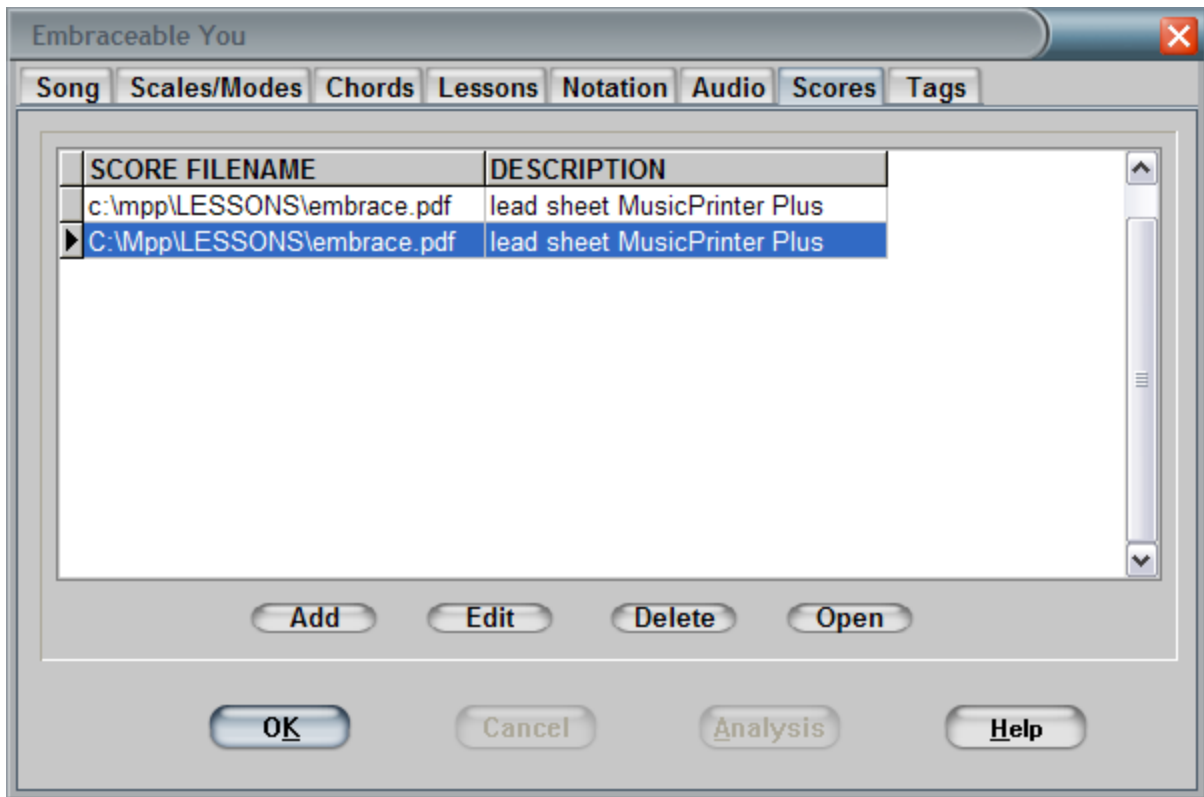 Embraceable You
Song Scales/Modes Chords Lessons Notation Audio Scores Tags
SCORE FILENAME DESCRIPTION
c:\mpp\LESSONS\embrace.pdf lead sheet MusicPrinter Plus
C:\Mpp\LESSONS\embrace.pdf lead sheet MusicPrinter Plus
Add Edit Delete Open
OK Cancel Analysis Help